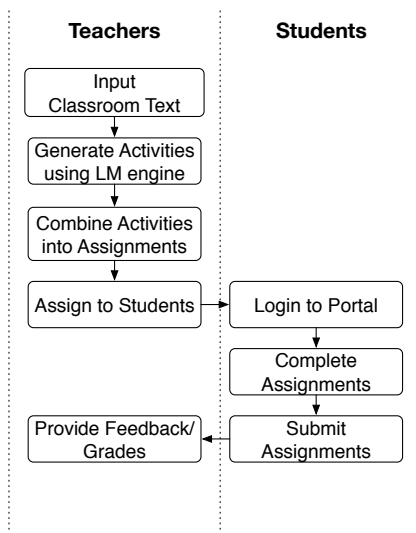 Teachers
Students
Input
Classroom Text
Generate Activities
using LM engine
Combine Activities
into Assignments
Assign to Students
Login to Portal
Complete
Assignments
Submit
Assignments
Provide Feedback/
Grades